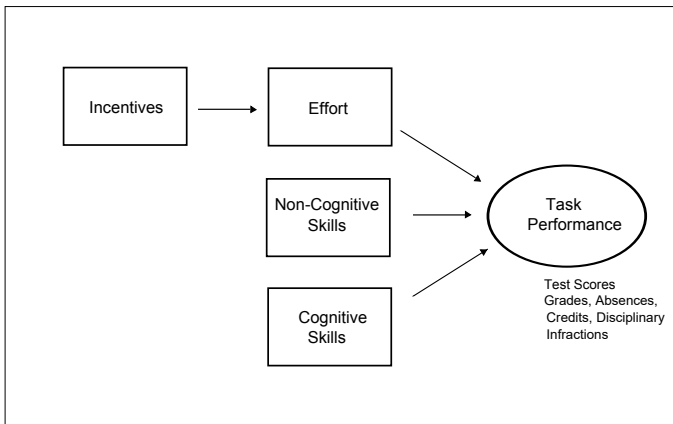 Incentives
Effort
Non-Cognitive
Skills
Cognitive
Skills
Task
Performance
Test Scores
Grades, Absences,
Credits, Disciplinary
Infractions